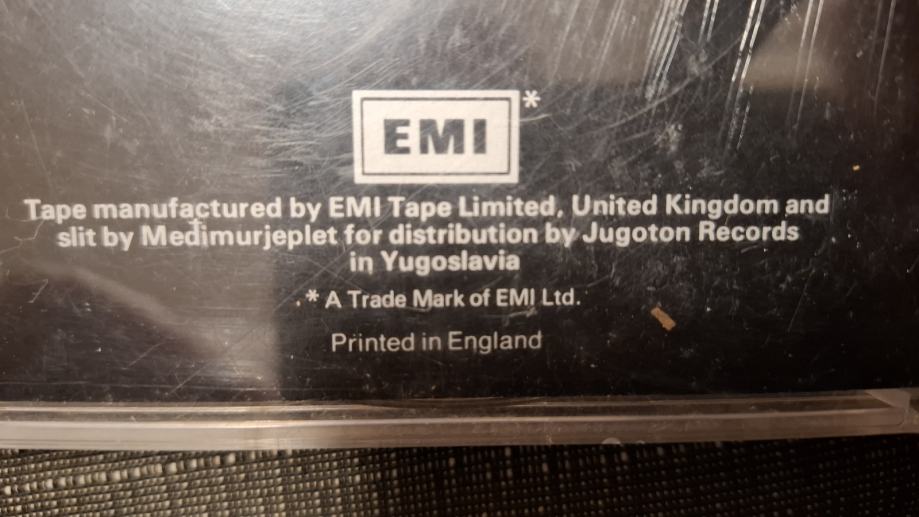 EMI*
Tape manufactured by EMI Tape Limited, United Kingdom and
slit by Međimurjeplet for distribution by Jugoton Records
in Yugoslavia
* A Trade Mark of EMI Ltd.
Printed in England